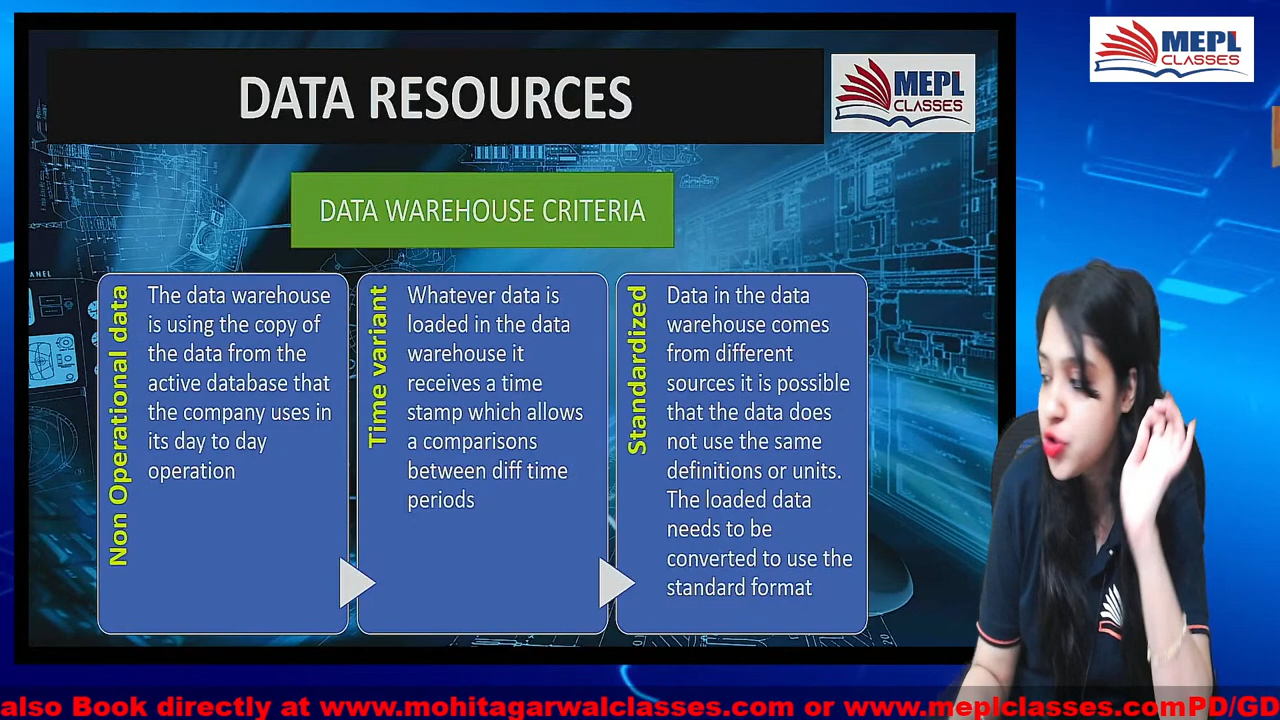 MEPL
CLASSES
DATA RESOURCES
MEPL
CLASSES
DATA WAREHOUSE CRITERIA
Non Operational data
The data warehouse
is using the copy of
the data from the
active database that
the company uses in
its day to day
operation
Time variant
Whatever data is
loaded in the data
warehouse it
receives a time
stamp which allows
a comparisons
between diff time
periods
Standardized
Data in the data
warehouse comes
from different
sources it is possible
that the data does
not use the same
definitions or units.
The loaded data
needs to be
converted to use the
standard format
also Book directly at www.mohitagarwalclasses.com or www.meplclasses.comPD/GD